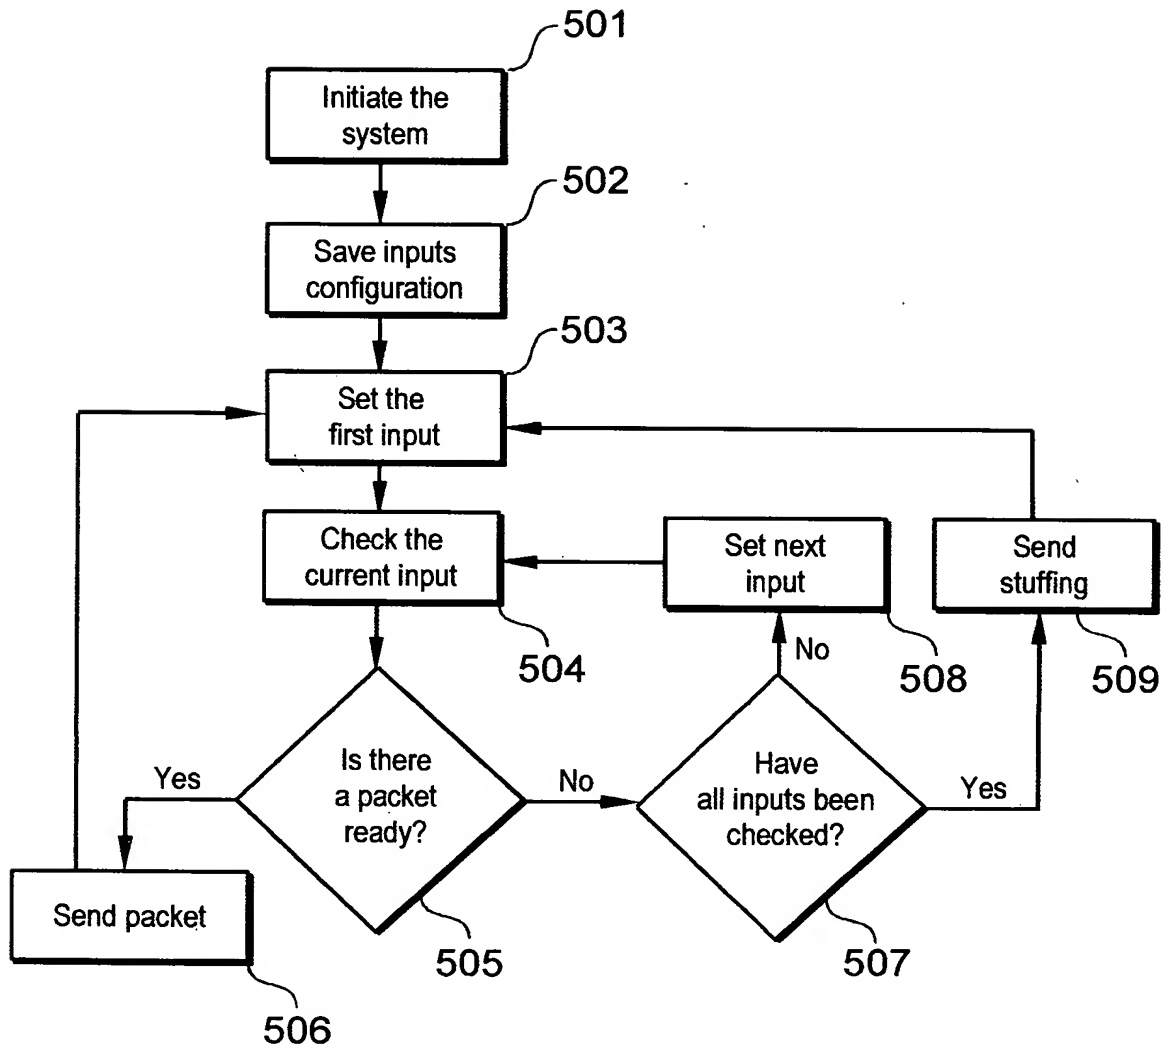 501
Initiate the
system
502
Save inputs
configuration
503
Set the
first input
Check the
current input
504
Set next
input
508
Send
stuffing
509
No
Is there
a packet
ready?
505
Yes
No
Have
all inputs been
checked?
507
Yes
Send packet
506